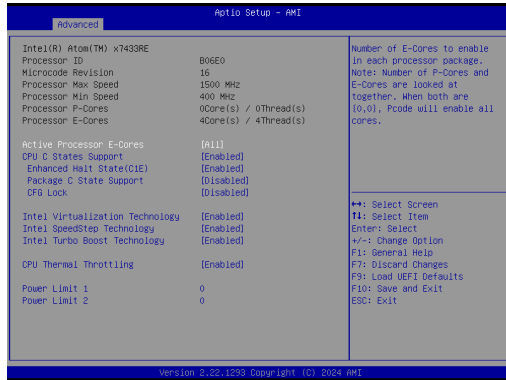 Aptio Setup - AMI
Advanced
Intel(R) Atom(TM) x7433RE
Processor ID B06E0
Microcode Revision 16
Processor Max Speed 1500 MHz
Processor Min Speed 400 MHz
Processor P-Cores 0Core(s) / 0Thread(s)
Processor E-Cores 4Core(s) / 4Thread(s)
Active Processor E-Cores [All]
CPU C States Support [Enabled]
Enhanced Halt State(C1E) [Enabled]
Package C State Support [Disabled]
CFG Lock [Disabled]
Intel Virtualization Technology [Enabled]
Intel SpeedStep Technology [Enabled]
Intel Turbo Boost Technology [Enabled]
CPU Thermal Throttling [Enabled]
Power Limit 1 0
Power Limit 2 0
Number of E-Cores to enable
in each processor package.
Note: Number of P-Cores and
E-Cores are looked at
together. When both are
{0,0}, Pcode will enable all
cores.
↔: Select Screen
↑↓: Select Item
Enter: Select
+/-: Change Option
F1: General Help
F7: Discard Changes
F9: Load UEFI Defaults
F10: Save and Exit
ESC: Exit
Version 2.22.1293 Copyright (C) 2024 AMI